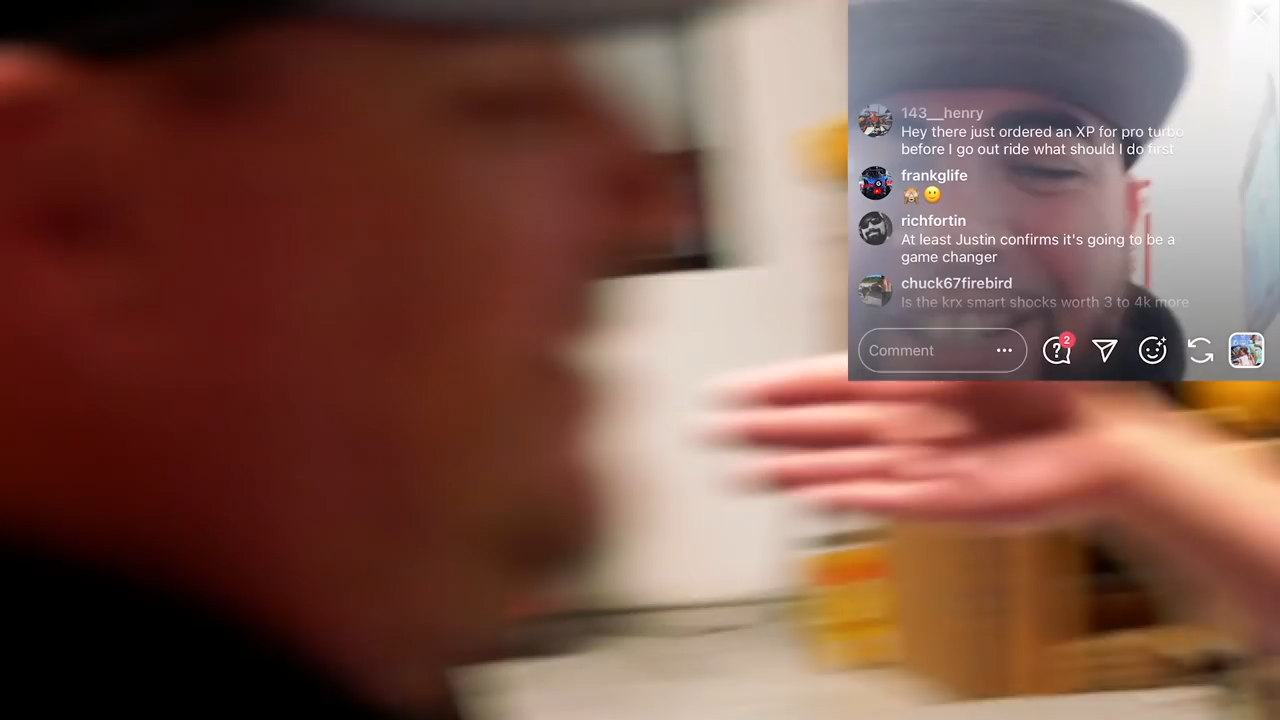 143__henry
Hey there just ordered an XP for pro turbo
before I go out ride what should I do first
frankglife
🙈🙂
richfortin
At least Justin confirms it's going to be a
game changer
chuck67firebird
Is the krx smart shocks worth 3 to 4k more
Comment
2